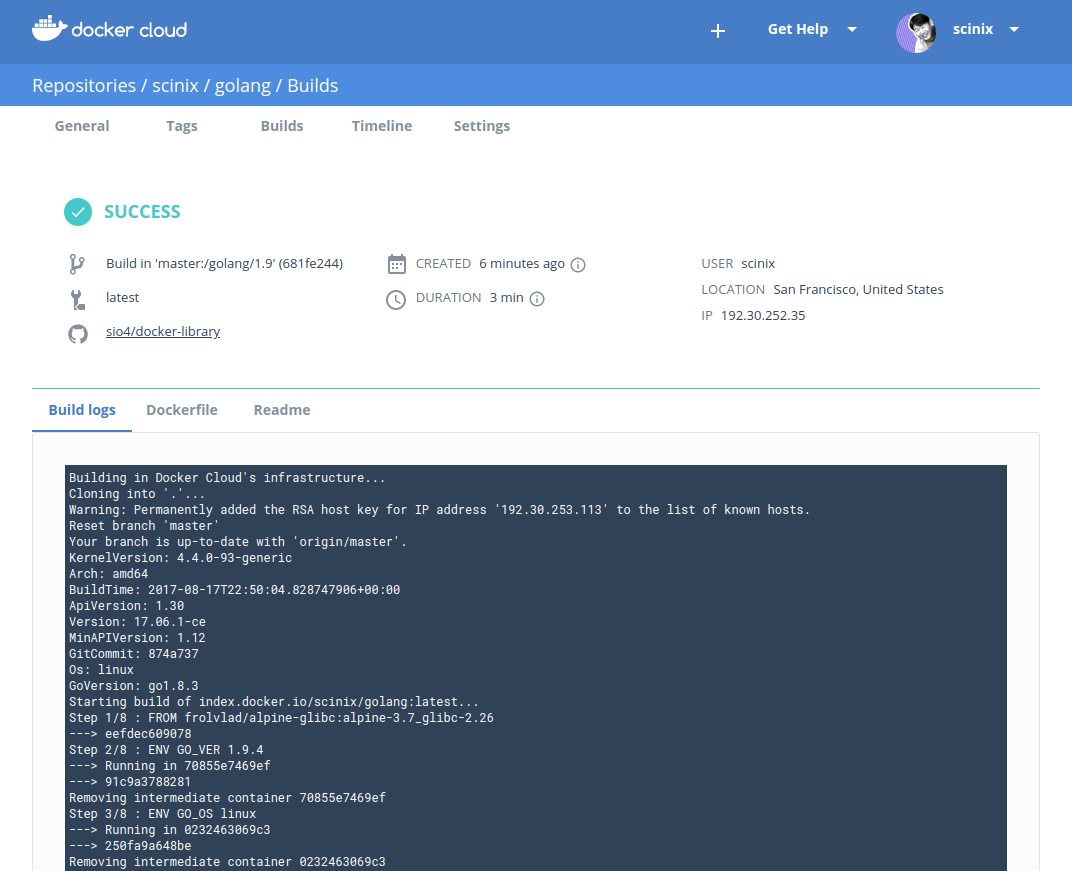 docker cloud
Get Help
scinix
Repositories / scinix / golang / Builds
General Tags Builds Timeline Settings
SUCCESS
Build in 'master:/golang/1.9' (681fe244)
latest
sio4/docker-library
CREATED 6 minutes ago
DURATION 3 min
USER scinix
LOCATION San Francisco, United States
IP 192.30.252.35
Build logs Dockerfile Readme
Building in Docker Cloud's infrastructure...
Cloning into '.'...
Warning: Permanently added the RSA host key for IP address '192.30.253.113' to the list of known hosts.
Reset branch 'master'
Your branch is up-to-date with 'origin/master'.
KernelVersion: 4.4.0-93-generic
Arch: amd64
BuildTime: 2017-08-17T22:50:04.828747906+00:00
ApiVersion: 1.30
Version: 17.06.1-ce
MinAPIVersion: 1.12
GitCommit: 874a737
Os: linux
GoVersion: go1.8.3
Starting build of index.docker.io/scinix/golang:latest...
Step 1/8 : FROM frolvlad/alpine-glibc:alpine-3.7_glibc-2.26
---> eefdec609078
Step 2/8 : ENV GO_VER 1.9.4
---> Running in 70855e7469ef
---> 91c9a3788281
Removing intermediate container 70855e7469ef
Step 3/8 : ENV GO_OS linux
---> Running in 0232463069c3
---> 250fa9a648be
Removing intermediate container 0232463069c3